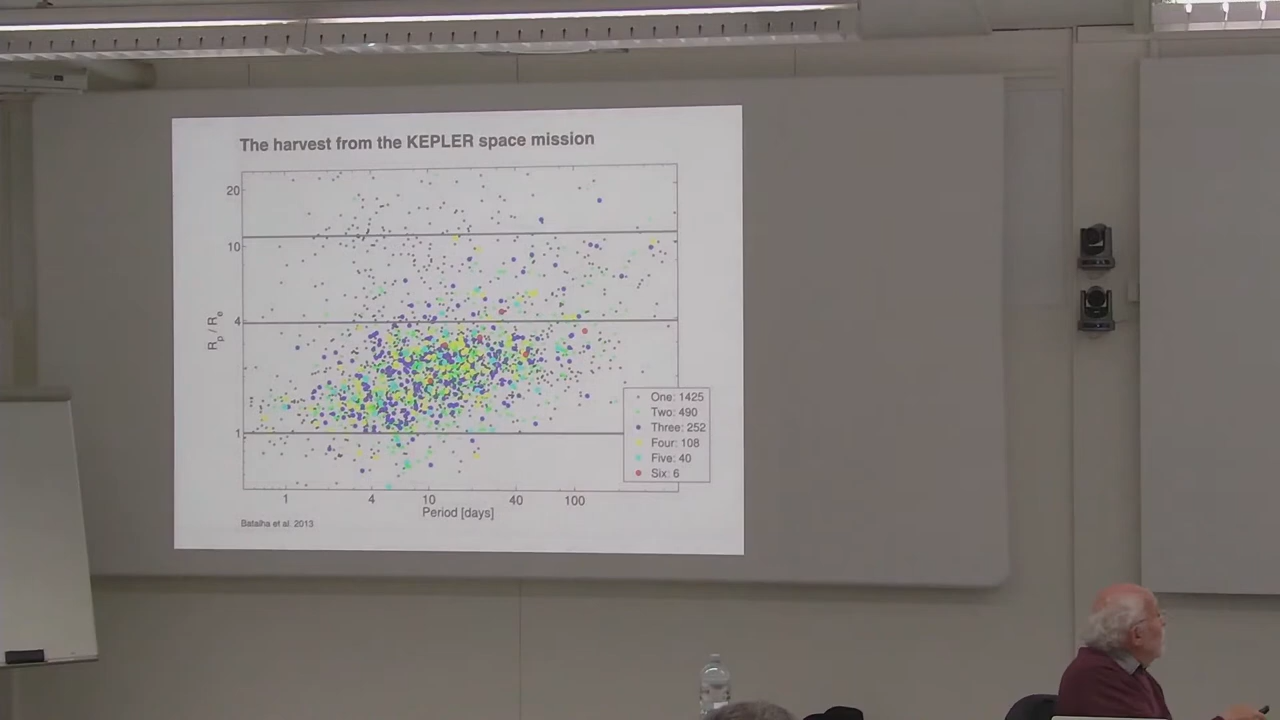 The harvest from the KEPLER space mission
20
10
4
1
Rp / Re
1 4 10 40 100
Period [days]
One: 1425
Two: 490
Three: 252
Four: 108
Five: 40
Six: 6
Batalha et al. 2013